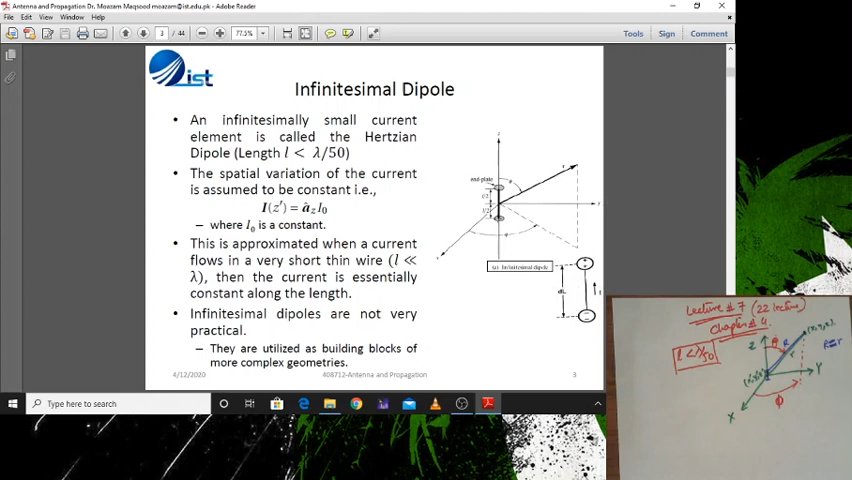 Antenna and Propagation Dr. Moazam Maqsood moazam@ist.edu.pk - Adobe Reader
File Edit View Window Help
3 / 44 77.5% Tools Sign Comment
ist
Infinitesimal Dipole
• An infinitesimally small current
element is called the Hertzian
Dipole (Length l < λ/50)
• The spatial variation of the current
is assumed to be constant i.e.,
I(z′) = âz I0
– where I0 is a constant.
• This is approximated when a current
flows in a very short thin wire (l ≪
λ), then the current is essentially
constant along the length.
• Infinitesimal dipoles are not very
practical.
– They are utilized as building blocks of
more complex geometries.
end-plate
l/2
l/2
(a) Infinitesimal dipole
dL
I
4/12/2020 408712-Antenna and Propagation 3
Lecture # 7 (22 lecture)
Chapter # 4
l < λ/50
Z θ R (x,y,z)
r
Y
X
Φ
Type here to search